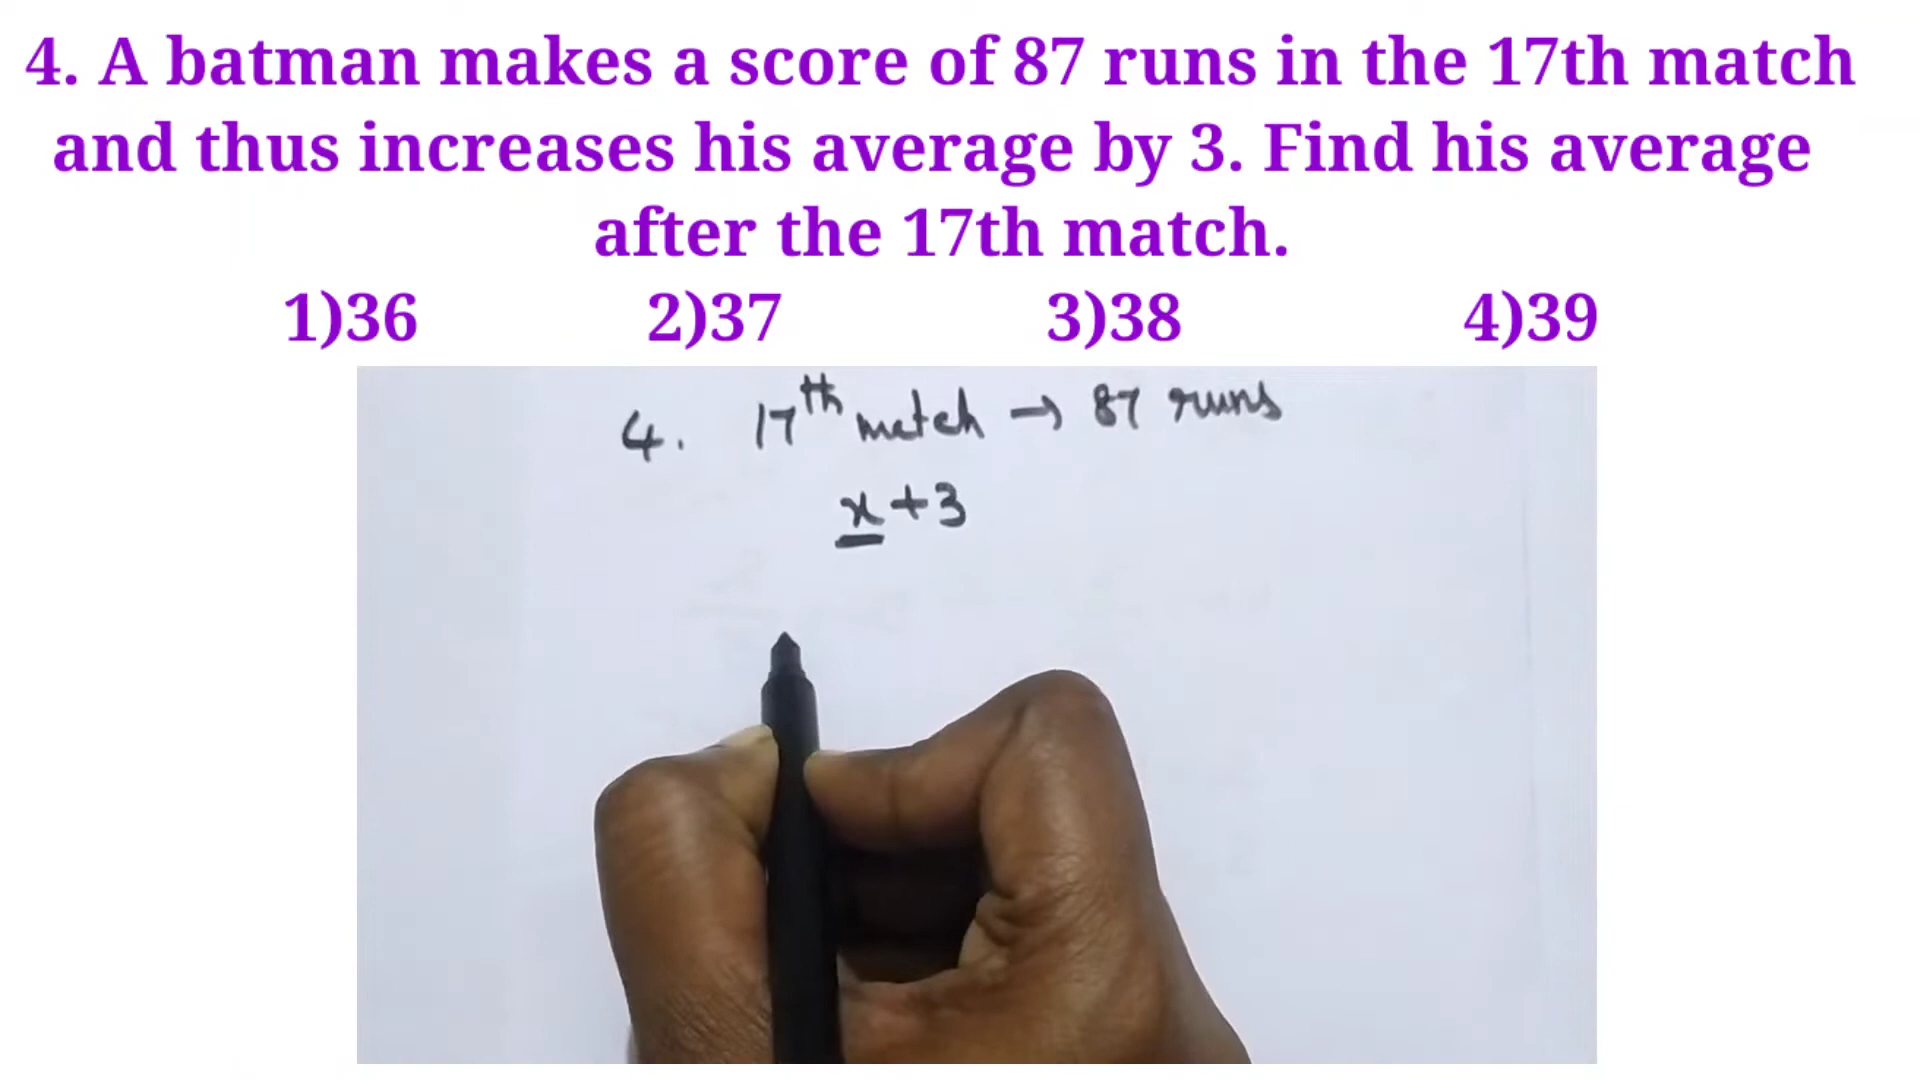 4. A batman makes a score of 87 runs in the 17th match
and thus increases his average by 3. Find his average
after the 17th match.
1)36 2)37 3)38 4)39
4. 17th match → 87 runs
x+3